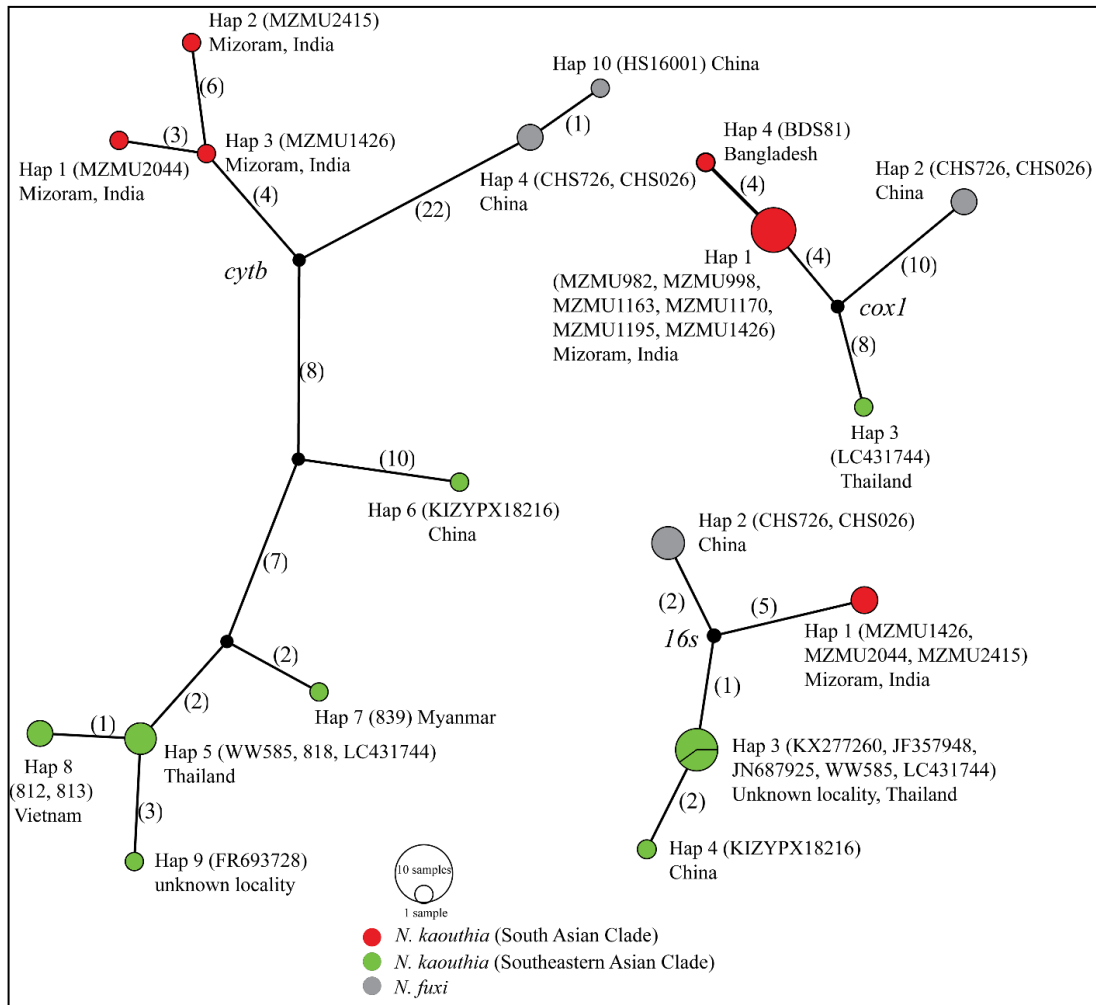 Hap 2 (MZMU2415)
Mizoram, India
(6)
(3)
Hap 1 (MZMU2044)
Mizoram, India
Hap 3 (MZMU1426)
Mizoram, India
(4)
cytb
Hap 10 (HS16001) China
(1)
Hap 4 (CHS726, CHS026)
China
(22)
(8)
(10)
Hap 6 (KIZYPX18216)
China
(7)
(2)
Hap 7 (839) Myanmar
(2)
(1)
Hap 5 (WW585, 818, LC431744)
Thailand
Hap 8
(812, 813)
Vietnam
(3)
Hap 9 (FR693728)
unknown locality
Hap 4 (BDS81)
Bangladesh
(4)
Hap 1
(MZMU982, MZMU998,
MZMU1163, MZMU1170,
MZMU1195, MZMU1426)
Mizoram, India
(4)
Hap 2 (CHS726, CHS026)
China
(10)
cox1
(8)
Hap 3
(LC431744)
Thailand
Hap 2 (CHS726, CHS026)
China
(2)
(5)
16s
Hap 1 (MZMU1426,
MZMU2044, MZMU2415)
Mizoram, India
(1)
Hap 3 (KX277260, JF357948,
JN687925, WW585, LC431744)
Unknown locality, Thailand
(2)
Hap 4 (KIZYPX18216)
China
10 samples
1 sample
N. kaouthia (South Asian Clade)
N. kaouthia (Southeastern Asian Clade)
N. fuxi